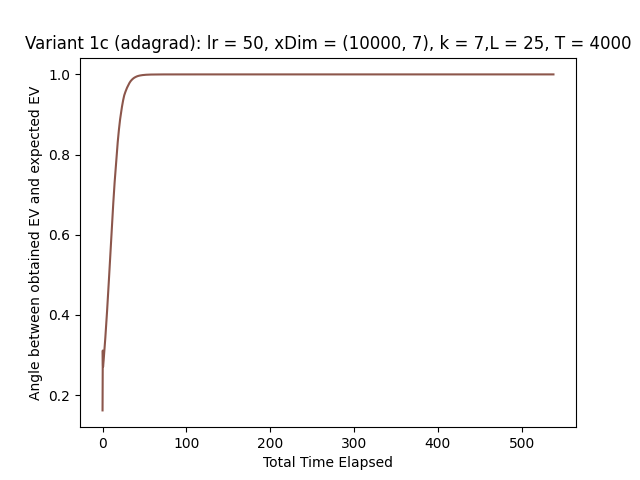 Variant 1c (adagrad): lr = 50, xDim = (10000, 7), k = 7,L = 25, T = 4000
Angle between obtained EV and expected EV
1.0
0.8
0.6
0.4
0.2
0 100 200 300 400 500
Total Time Elapsed